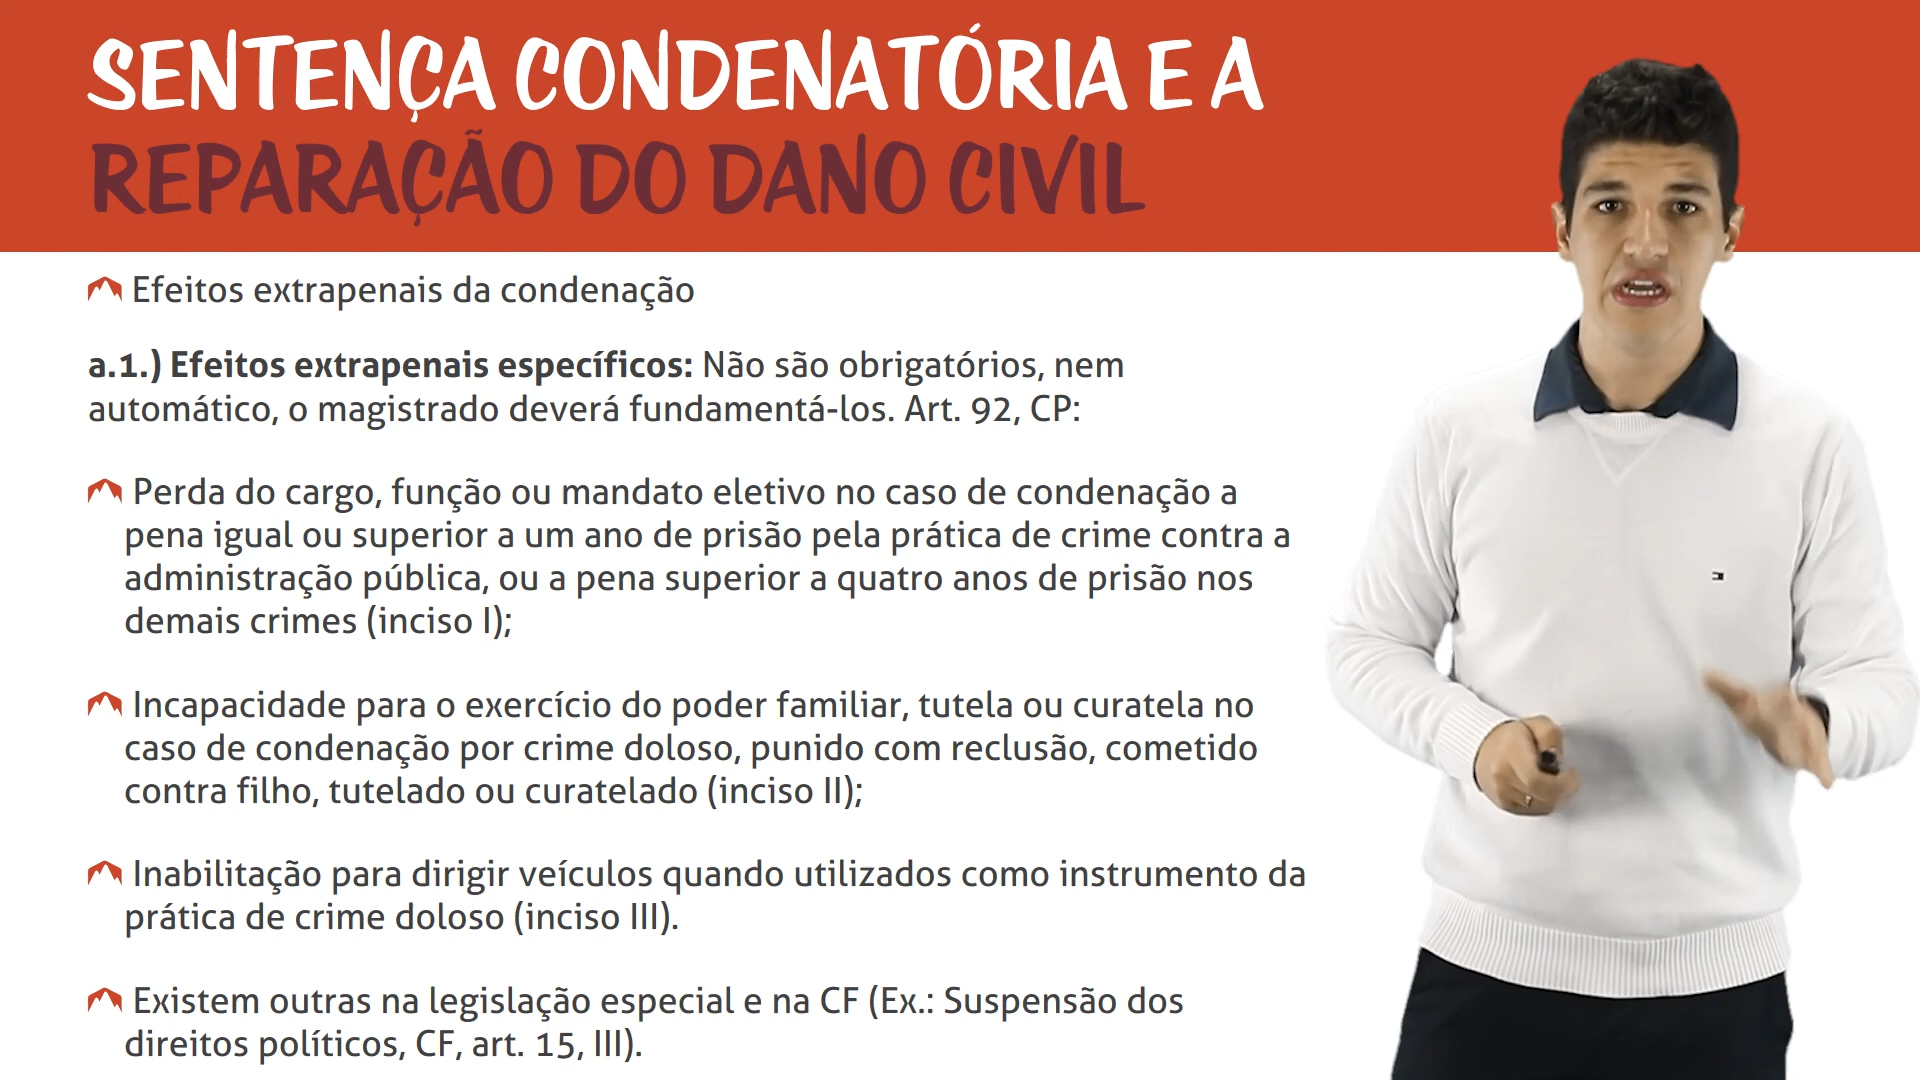 SENTENÇA CONDENATÓRIA E A
REPARAÇÃO DO DANO CIVIL
Efeitos extrapenais da condenação
a.1.) Efeitos extrapenais específicos: Não são obrigatórios, nem
automático, o magistrado deverá fundamentá-los. Art. 92, CP:
Perda do cargo, função ou mandato eletivo no caso de condenação a
pena igual ou superior a um ano de prisão pela prática de crime contra a
administração pública, ou a pena superior a quatro anos de prisão nos
demais crimes (inciso I);
Incapacidade para o exercício do poder familiar, tutela ou curatela no
caso de condenação por crime doloso, punido com reclusão, cometido
contra filho, tutelado ou curatelado (inciso II);
Inabilitação para dirigir veículos quando utilizados como instrumento da
prática de crime doloso (inciso III).
Existem outras na legislação especial e na CF (Ex.: Suspensão dos
direitos políticos, CF, art. 15, III).